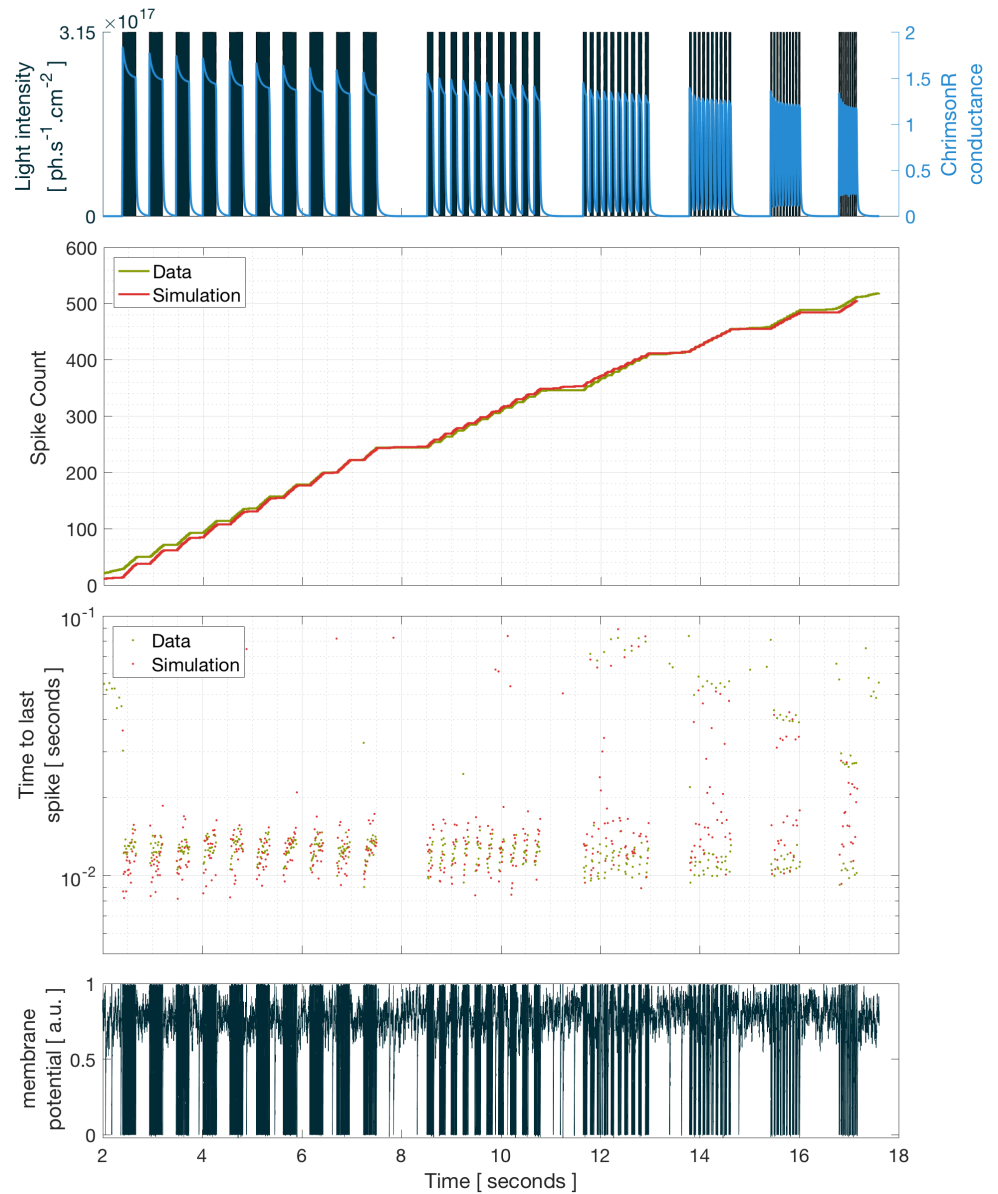 ×10^17
3.15
0
Light intensity
[ ph.s^-1.cm^-2 ]
2
1.5
1
0.5
0
ChrimsonR
conductance
600
500
400
300
200
100
0
Spike Count
Data
Simulation
10^-1
10^-2
Time to last
spike [ seconds ]
Data
Simulation
1
0.5
0
membrane
potential [ a.u. ]
2 4 6 8 10 12 14 16 18
Time [ seconds ]